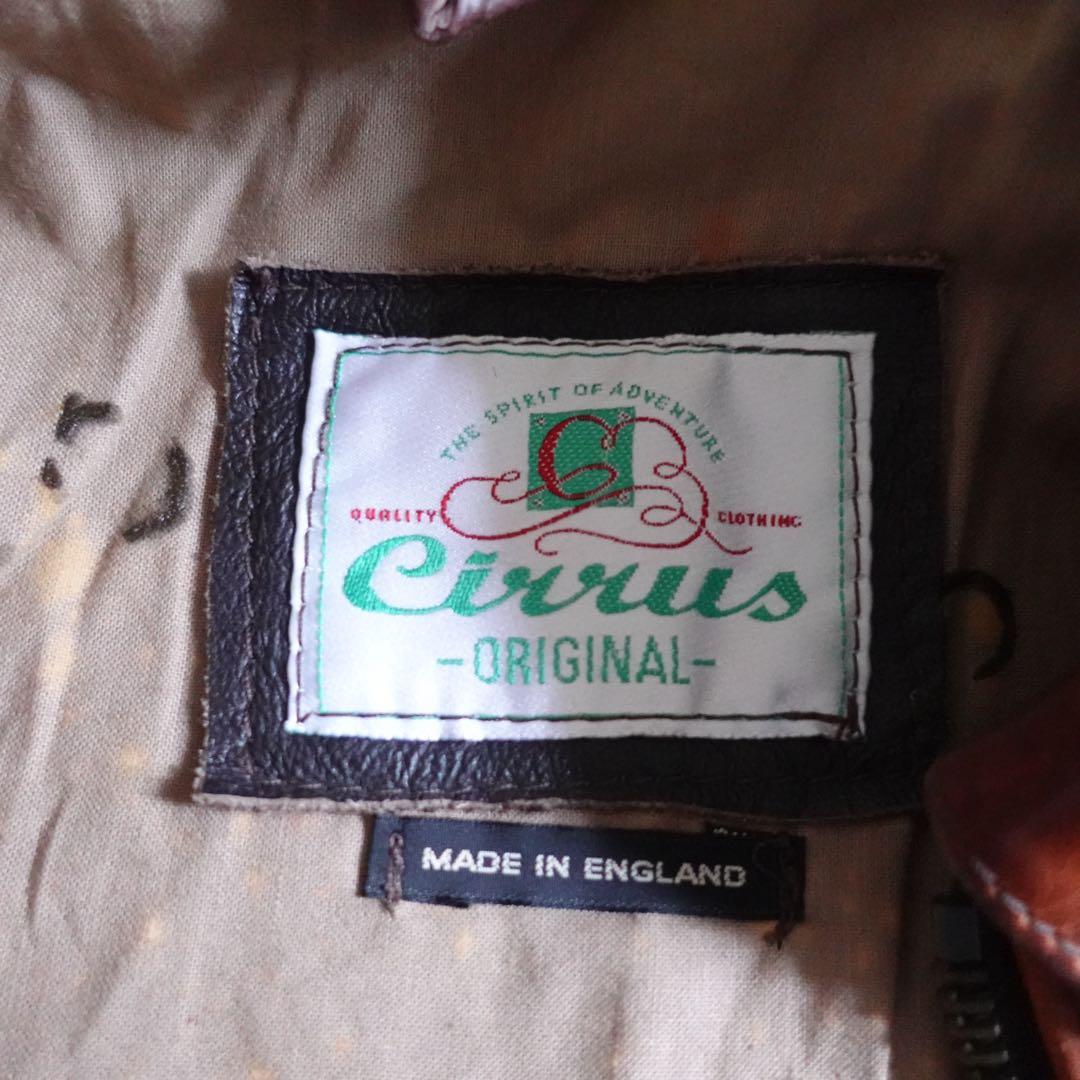 THE SPIRIT OF ADVENTURE
C
QUALITY CLOTHING
Cirrus
-ORIGINAL-
MADE IN ENGLAND